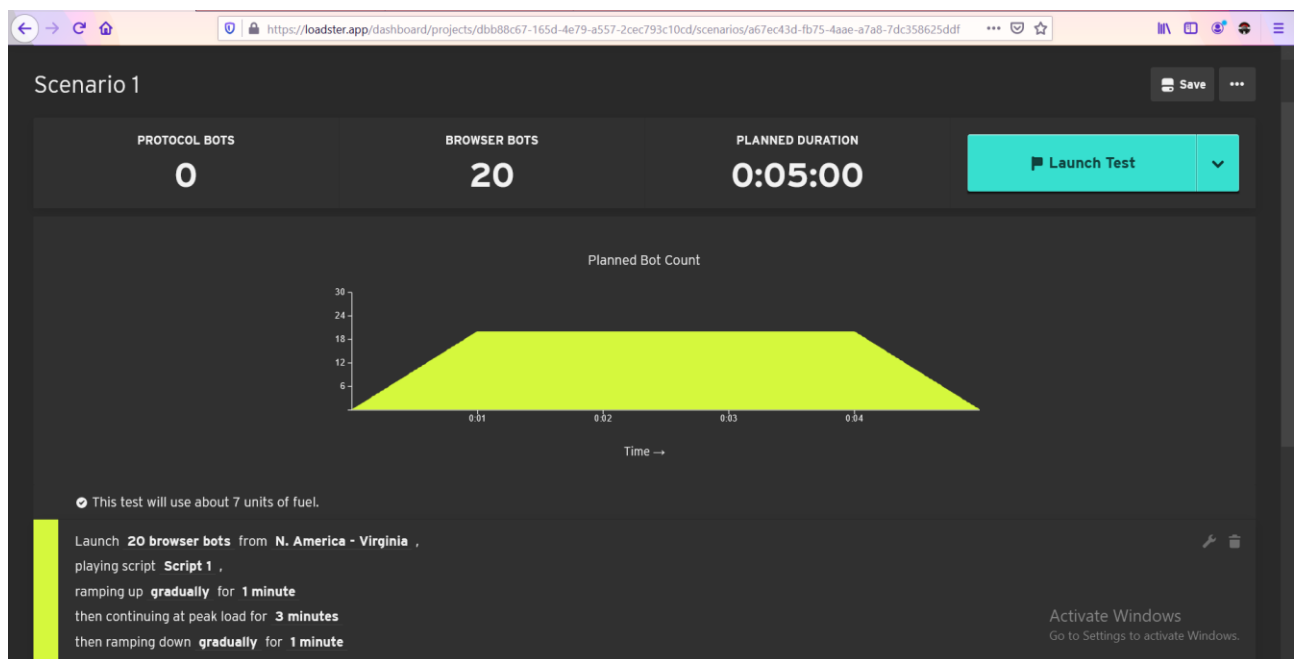 https://loadster.app/dashboard/projects/dbb88c67-165d-4e79-a557-2cec793c10cd/scenarios/a67ec43d-fb75-4aae-a7a8-7dc358625ddf
Scenario 1
Save
PROTOCOL BOTS
0
BROWSER BOTS
20
PLANNED DURATION
0:05:00
Launch Test
Planned Bot Count
30
24
18
12
6
0:01 0:02 0:03 0:04
Time →
This test will use about 7 units of fuel.
Launch 20 browser bots from N. America - Virginia ,
playing script Script 1 ,
ramping up gradually for 1 minute
then continuing at peak load for 3 minutes
then ramping down gradually for 1 minute
Activate Windows
Go to Settings to activate Windows.